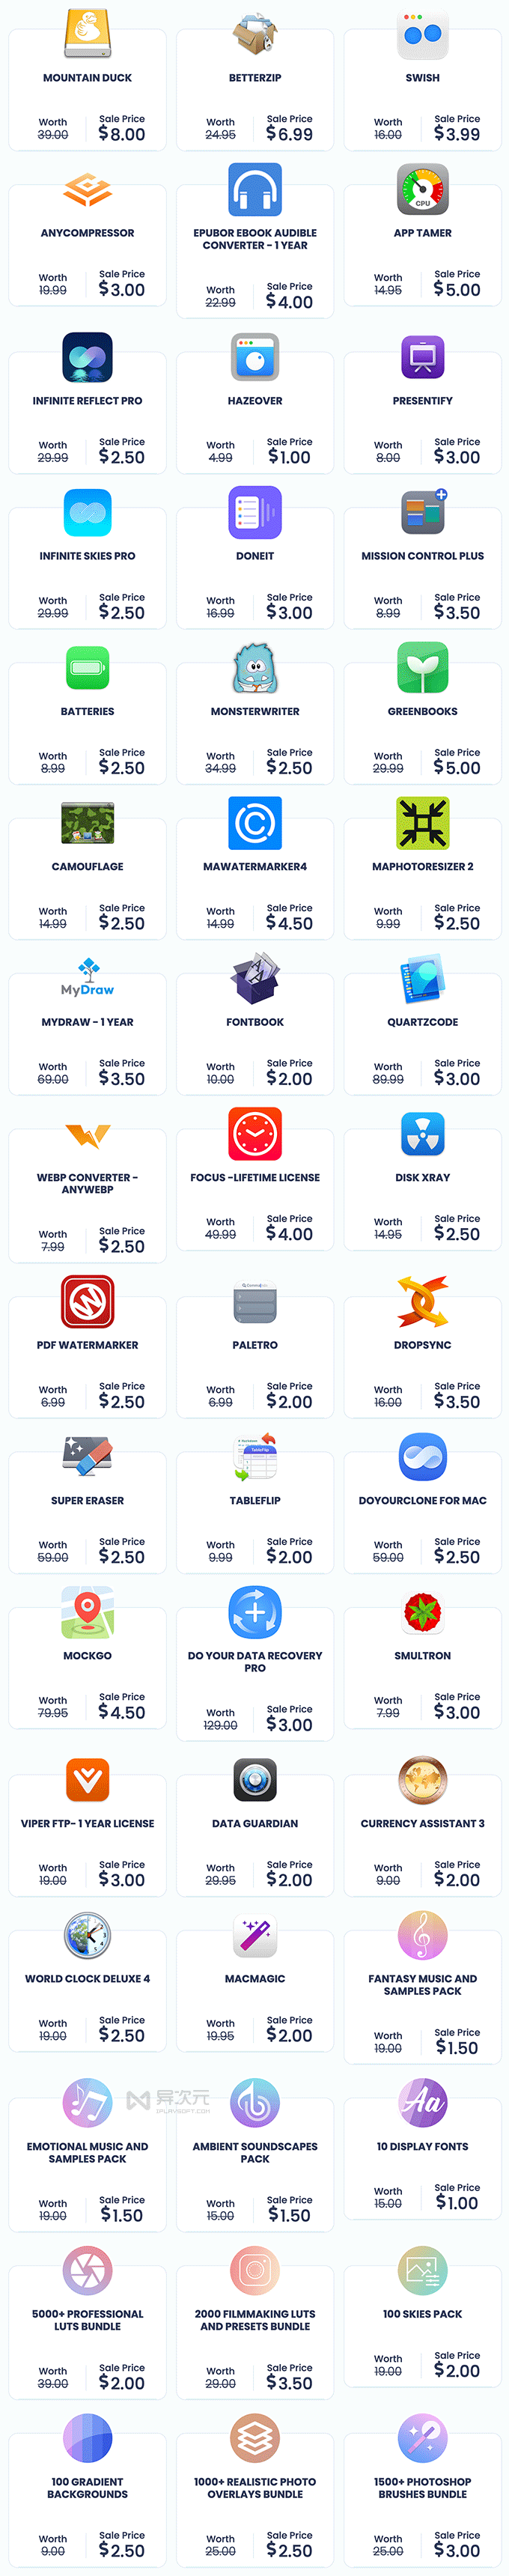 MOUNTAIN DUCK
BETTERZIP
SWISH
Worth Sale Price
39.00 $8.00
Worth Sale Price
24.95 $6.99
Worth Sale Price
16.00 $3.99
CPU
ANYCOMPRESSOR
EPUBOR EBOOK AUDIBLE
CONVERTER - 1 YEAR
APP TAMER
Worth Sale Price
19.99 $3.00
Worth Sale Price
22.99 $4.00
Worth Sale Price
14.95 $5.00
INFINITE REFLECT PRO
HAZEOVER
PRESENTIFY
Worth Sale Price
29.99 $2.50
Worth Sale Price
4.99 $1.00
Worth Sale Price
8.00 $3.00
INFINITE SKIES PRO
DONEIT
MISSION CONTROL PLUS
Worth Sale Price
29.99 $2.50
Worth Sale Price
16.99 $3.00
Worth Sale Price
8.99 $3.50
BATTERIES
MONSTERWRITER
GREENBOOKS
Worth Sale Price
8.99 $2.50
Worth Sale Price
34.99 $2.50
Worth Sale Price
29.99 $5.00
CAMOUFLAGE
MAWATERMARKER4
MAPHOTORESIZER 2
Worth Sale Price
14.99 $2.50
Worth Sale Price
14.99 $4.50
Worth Sale Price
9.99 $2.50
MyDraw
MYDRAW - 1 YEAR
FONTBOOK
QUARTZCODE
Worth Sale Price
69.00 $3.50
Worth Sale Price
10.00 $2.00
Worth Sale Price
89.99 $3.00
WEBP CONVERTER -
ANYWEBP
FOCUS -LIFETIME LICENSE
DISK XRAY
Worth Sale Price
7.99 $2.50
Worth Sale Price
49.99 $4.00
Worth Sale Price
14.95 $2.50
PDF WATERMARKER
PALETRO
DROPSYNC
Worth Sale Price
6.99 $2.50
Worth Sale Price
6.99 $2.00
Worth Sale Price
16.00 $3.50
TableFlip
SUPER ERASER
TABLEFLIP
DOYOURCLONE FOR MAC
Worth Sale Price
59.00 $2.50
Worth Sale Price
9.99 $2.00
Worth Sale Price
59.00 $2.50
MOCKGO
DO YOUR DATA RECOVERY
PRO
SMULTRON
Worth Sale Price
79.95 $4.50
Worth Sale Price
129.00 $3.00
Worth Sale Price
7.99 $3.00
VIPER FTP- 1 YEAR LICENSE
DATA GUARDIAN
CURRENCY ASSISTANT 3
Worth Sale Price
19.00 $3.00
Worth Sale Price
29.95 $2.00
Worth Sale Price
9.00 $2.00
WORLD CLOCK DELUXE 4
MACMAGIC
FANTASY MUSIC AND
SAMPLES PACK
Worth Sale Price
19.00 $2.50
Worth Sale Price
19.95 $2.00
Worth Sale Price
19.00 $1.50
异次元
IPLAYSOFT.COM
Aa
EMOTIONAL MUSIC AND
SAMPLES PACK
AMBIENT SOUNDSCAPES
PACK
10 DISPLAY FONTS
Worth Sale Price
19.00 $1.50
Worth Sale Price
15.00 $1.50
Worth Sale Price
15.00 $1.00
5000+ PROFESSIONAL
LUTS BUNDLE
2000 FILMMAKING LUTS
AND PRESETS BUNDLE
100 SKIES PACK
Worth Sale Price
39.00 $2.00
Worth Sale Price
29.00 $3.50
Worth Sale Price
19.00 $2.00
100 GRADIENT
BACKGROUNDS
1000+ REALISTIC PHOTO
OVERLAYS BUNDLE
1500+ PHOTOSHOP
BRUSHES BUNDLE
Worth Sale Price
9.00 $2.50
Worth Sale Price
25.00 $2.50
Worth Sale Price
25.00 $3.00